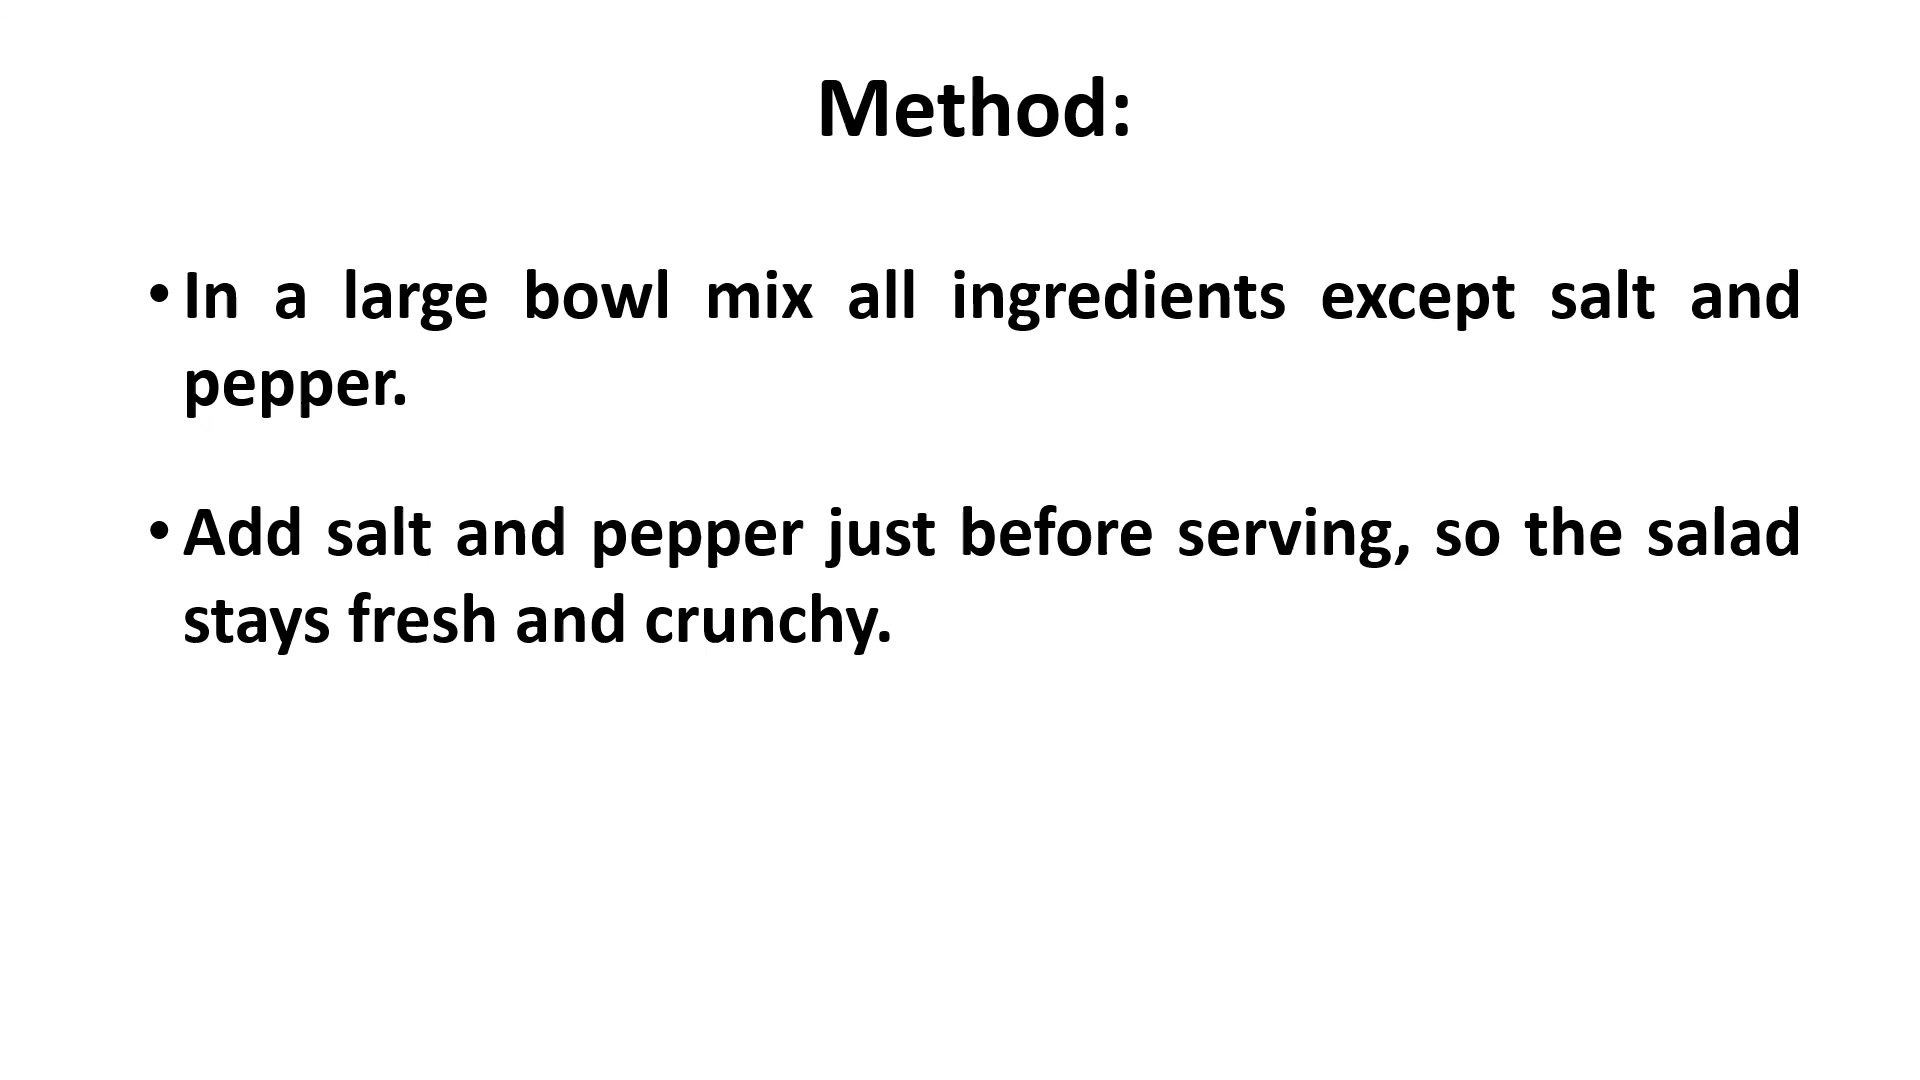 Method:
• In a large bowl mix all ingredients except salt and
pepper.
• Add salt and pepper just before serving, so the salad
stays fresh and crunchy.